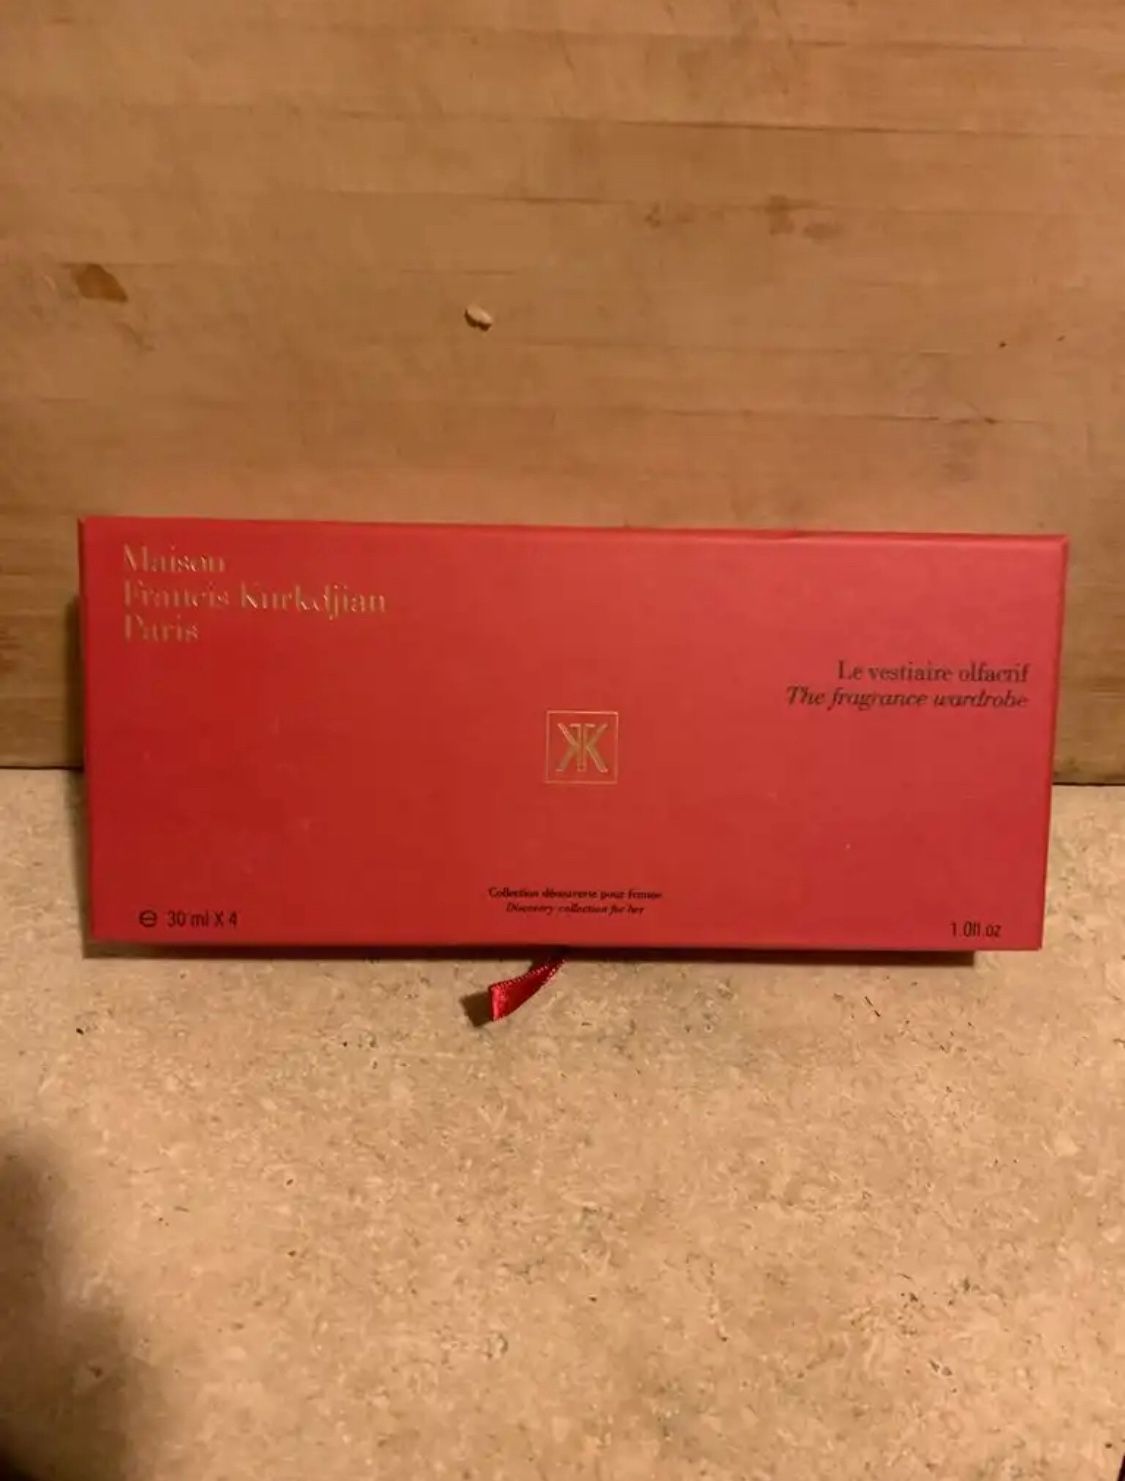 Maison
Francis Kurkdjian
Paris
Le vestiaire olfactif
The fragrance wardrobe
Collection découverte pour femme
Discovery collection for her
℮ 30 ml X 4
1.0fl.oz